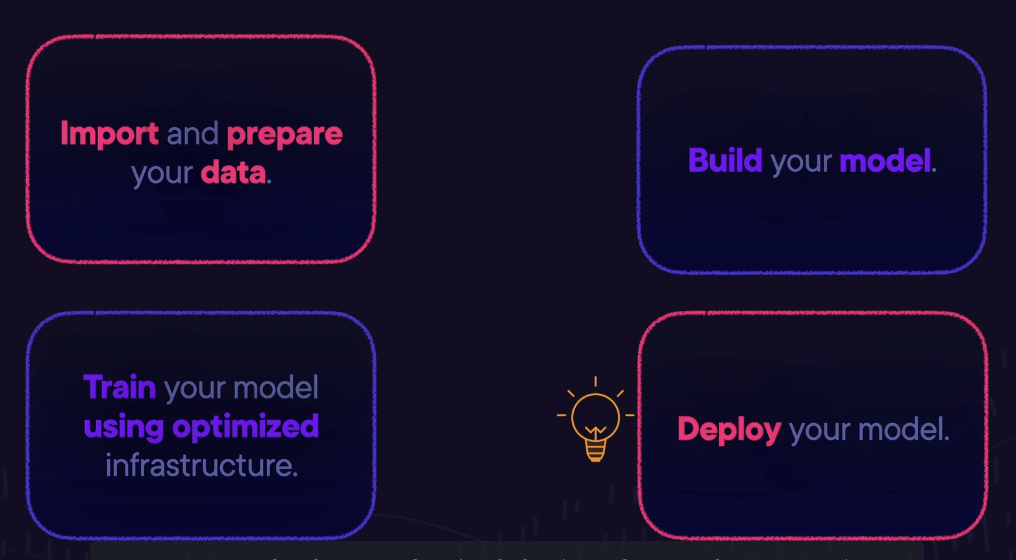 Import and prepare
your data.
Build your model.
Train your model
using optimized
infrastructure.
Deploy your model.